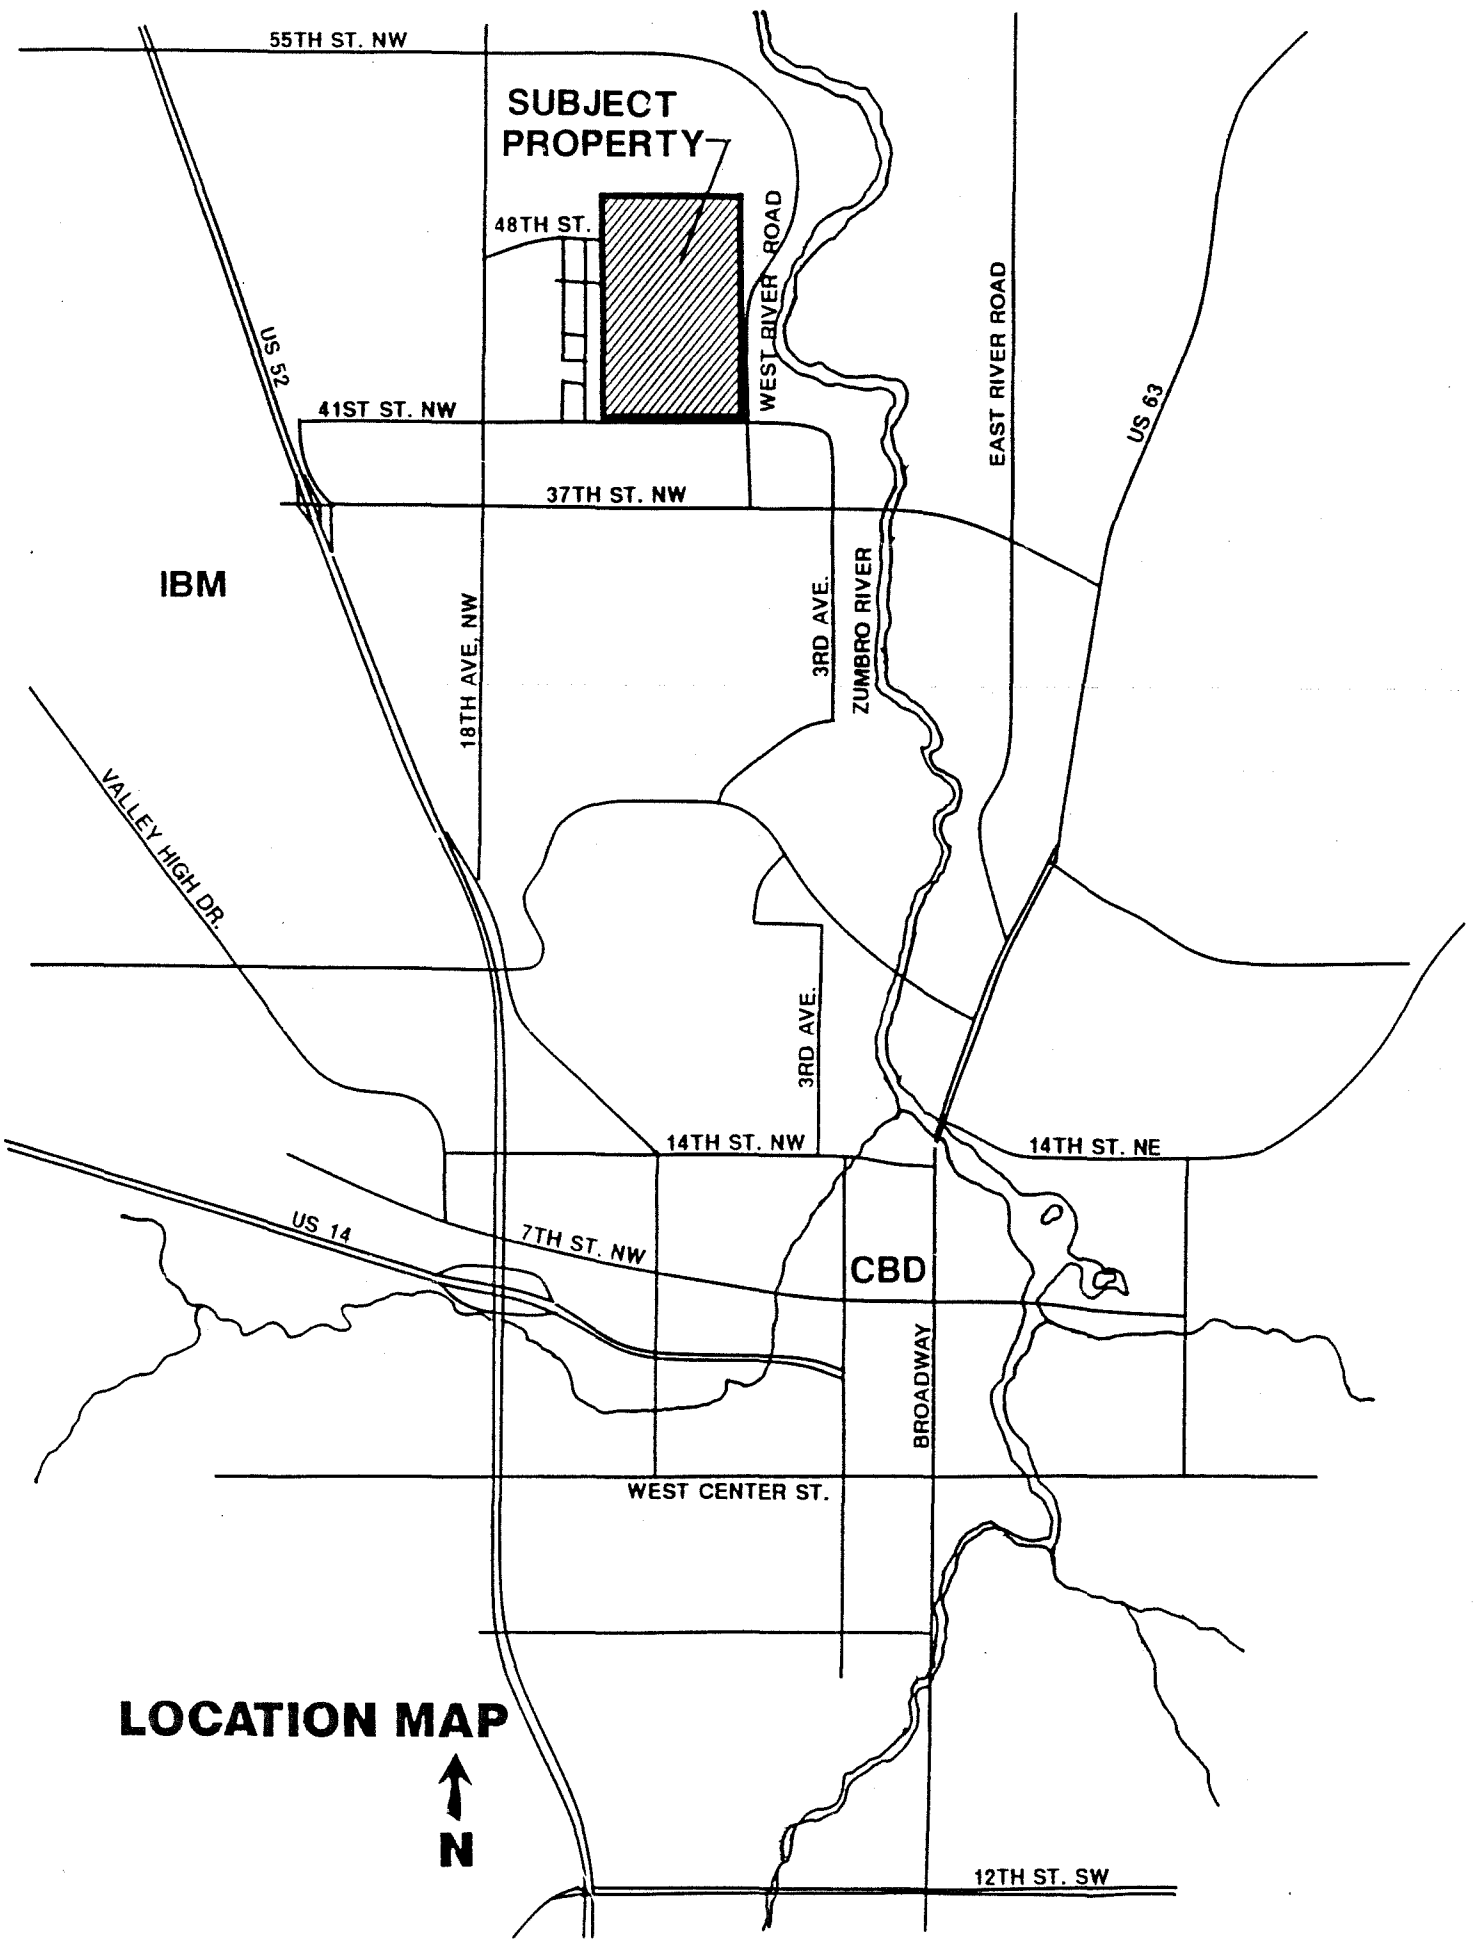 55TH ST. NW
SUBJECT
PROPERTY
48TH ST.
WEST RIVER ROAD
EAST RIVER ROAD
US 52
US 63
41ST ST. NW
37TH ST. NW
IBM
18TH AVE, NW
3RD AVE.
ZUMBRO RIVER
VALLEY HIGH DR.
3RD AVE.
14TH ST. NW
14TH ST. NE
US 14
7TH ST. NW
CBD
BROADWAY
WEST CENTER ST.
LOCATION MAP
N
12TH ST. SW